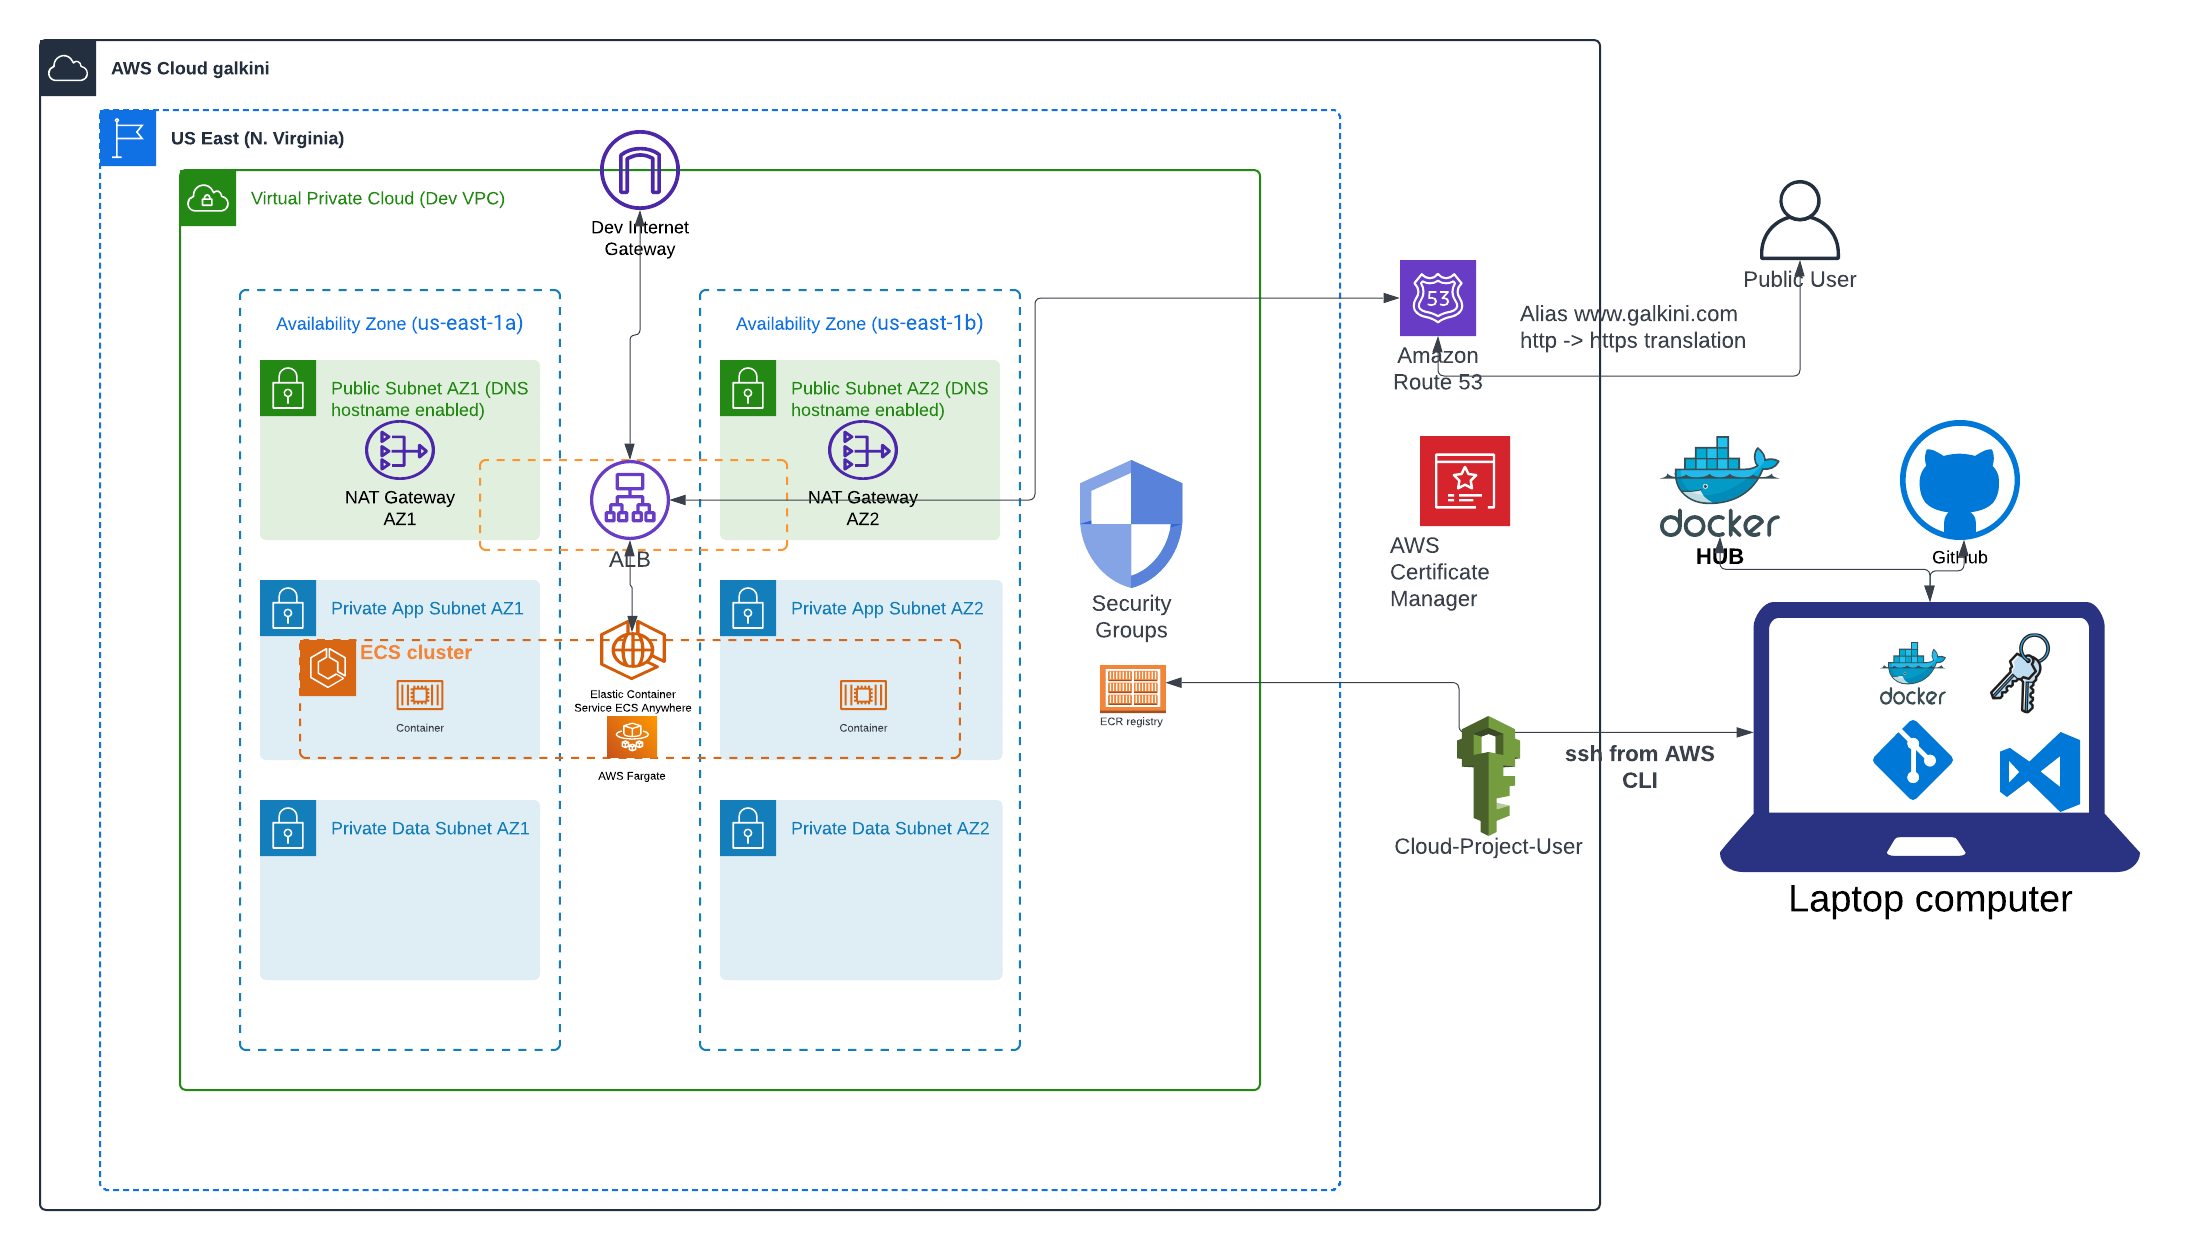 AWS Cloud galkini
US East (N. Virginia)
Virtual Private Cloud (Dev VPC)
Dev Internet
Gateway
Availability Zone (us-east-1a)
Availability Zone (us-east-1b)
Public Subnet AZ1 (DNS
hostname enabled)
Public Subnet AZ2 (DNS
hostname enabled)
NAT Gateway
AZ1
NAT Gateway
AZ2
ALB
Private App Subnet AZ1
Private App Subnet AZ2
ECS cluster
Container
Container
Elastic Container
Service ECS Anywhere
AWS Fargate
Private Data Subnet AZ1
Private Data Subnet AZ2
Security
Groups
ECR registry
53
Amazon
Route 53
AWS
Certificate
Manager
Cloud-Project-User
Public User
Alias www.galkini.com
http -> https translation
docker
HUB
GitHub
ssh from AWS
CLI
docker
Laptop computer